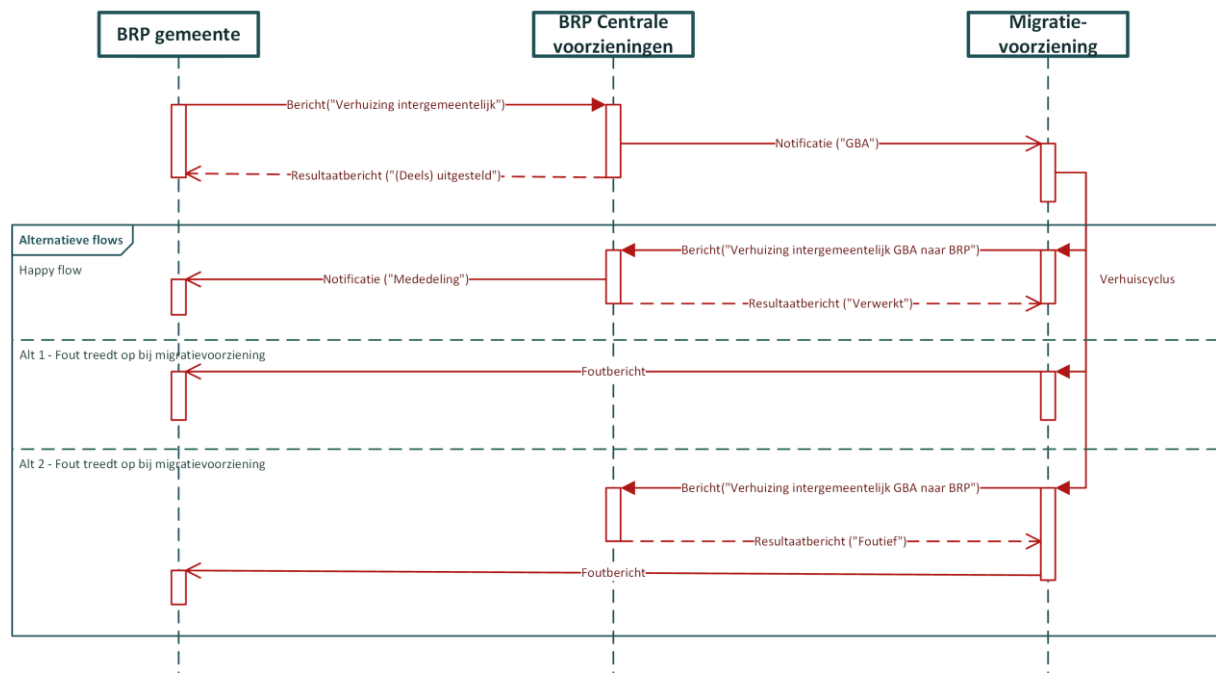 BRP gemeente
BRP Centrale
voorzieningen
Migratie-
voorziening
Bericht("Verhuizing intergemeentelijk")
Notificatie ("GBA")
Resultaatbericht ("(Deels) uitgesteld")
Alternatieve flows
Happy flow
Bericht("Verhuizing intergemeentelijk GBA naar BRP")
Notificatie ("Mededeling")
Verhuiscyclus
Resultaatbericht ("Verwerkt")
Alt 1 - Fout treedt op bij migratievoorziening
Foutbericht
Alt 2 - Fout treedt op bij migratievoorziening
Bericht("Verhuizing intergemeentelijk GBA naar BRP")
Resultaatbericht ("Foutief")
Foutbericht